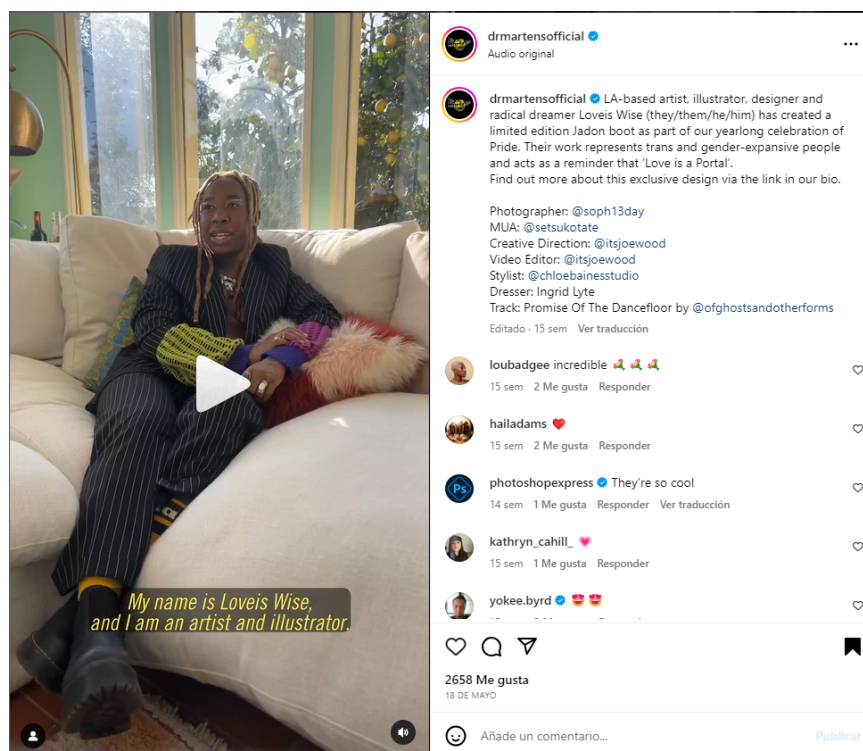 drmartensofficial
Audio original
drmartensofficial LA-based artist, illustrator, designer and
radical dreamer Loveis Wise (they/them/he/him) has created a
limited edition Jadon boot as part of our yearlong celebration of
Pride. Their work represents trans and gender-expansive people
and acts as a reminder that ‘Love is a Portal’.
Find out more about this exclusive design via the link in our bio.
Photographer: @soph13day
MUA: @setsukotate
Creative Direction: @itsjoewood
Video Editor: @itsjoewood
Stylist: @chloebainesstudio
Dresser: Ingrid Lyte
Track: Promise Of The Dancefloor by @ofghostsandotherforms
Editado · 15 sem Ver traducción
loubadgee incredible
15 sem 2 Me gusta Responder
hailadams
15 sem 2 Me gusta Responder
Ps
photoshopexpress They're so cool
14 sem 1 Me gusta Responder Ver traducción
kathryn_cahill_
15 sem 1 Me gusta Responder
yokee.byrd
My name is Loveis Wise,
and I am an artist and illustrator.
2658 Me gusta
18 DE MAYO
Añade un comentario...
Publicar